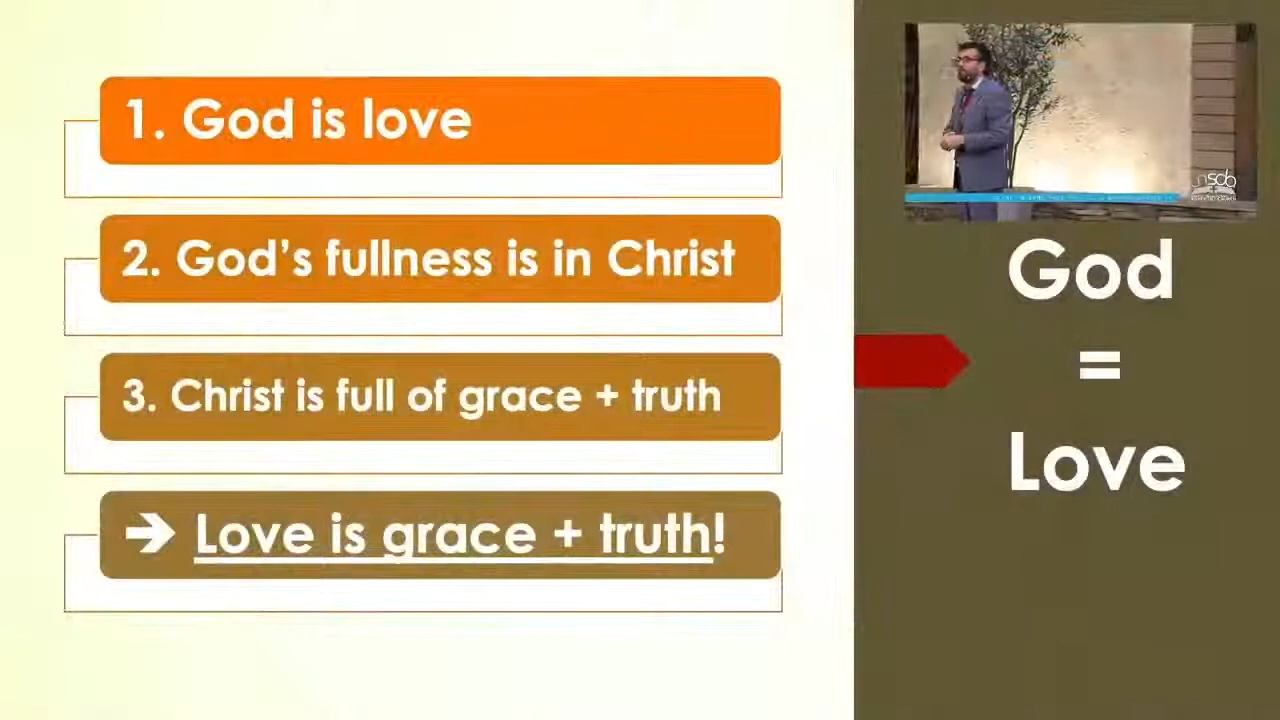 1. God is love
2. God’s fullness is in Christ
3. Christ is full of grace + truth
➔ Love is grace + truth!
God
=
Love